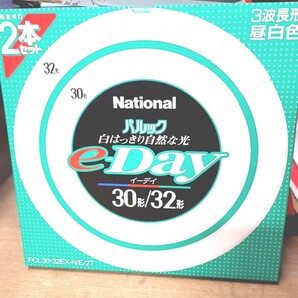 2本
セット
3波長形
昼白色
32形
30形
National
パルック
白はっきり自然な光
e-Day
イーデイ
30形/32形
FCL30・32EX-N/E/2T